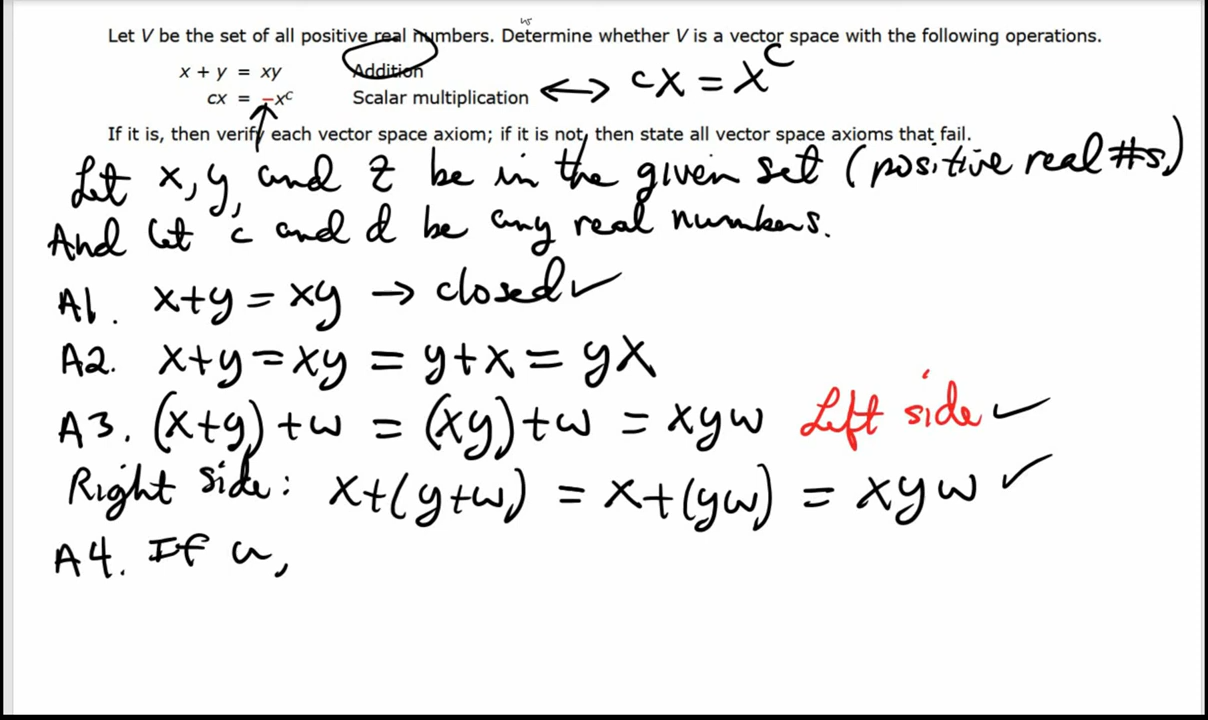 Let V be the set of all positive real numbers. Determine whether V is a vector space with the following operations.
x + y = xy Addition
cx = -x^c Scalar multiplication ⟷ cx = x^c
If it is, then verify each vector space axiom; if it is not, then state all vector space axioms that fail.
Let x, y, and z be in the given set (positive real #s)
And let c and d be any real numbers.
A1. x+y = xy → closed ✓
A2. x+y = xy = y+x = yx
A3. (x+y)+w = (xy)+w = xyw Left side ✓
Right side: x+(y+w) = x+(yw) = xyw ✓
A4. If u,